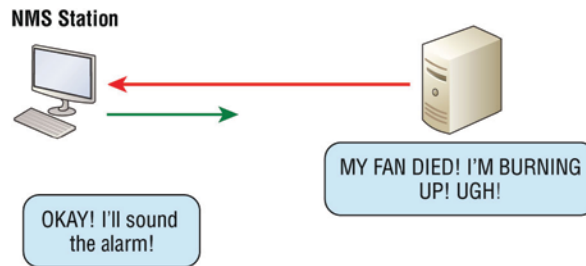 NMS Station
MY FAN DIED! I'M BURNING
UP! UGH!
OKAY! I'll sound
the alarm!